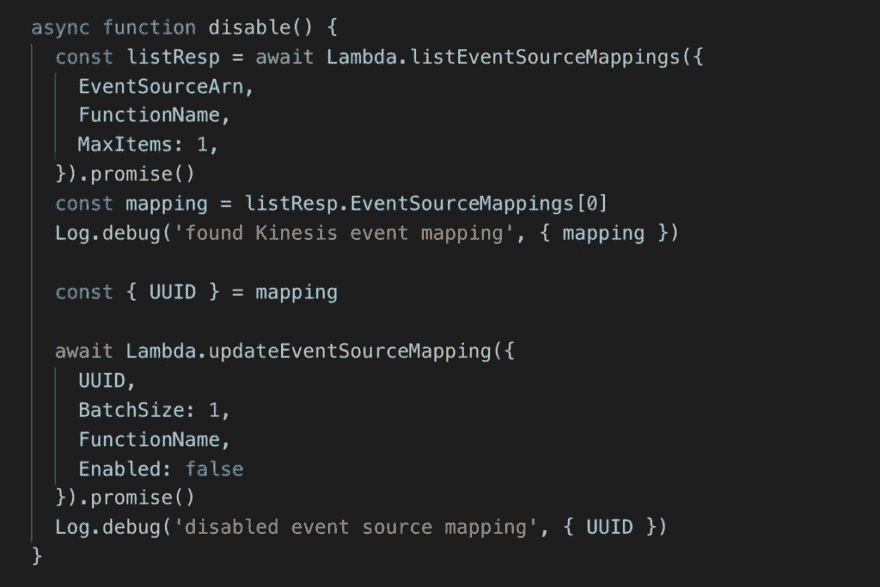 async function disable() {
const listResp = await Lambda.listEventSourceMappings({
EventSourceArn,
FunctionName,
MaxItems: 1,
}).promise()
const mapping = listResp.EventSourceMappings[0]
Log.debug('found Kinesis event mapping', { mapping })
const { UUID } = mapping
await Lambda.updateEventSourceMapping({
UUID,
BatchSize: 1,
FunctionName,
Enabled: false
}).promise()
Log.debug('disabled event source mapping', { UUID })
}